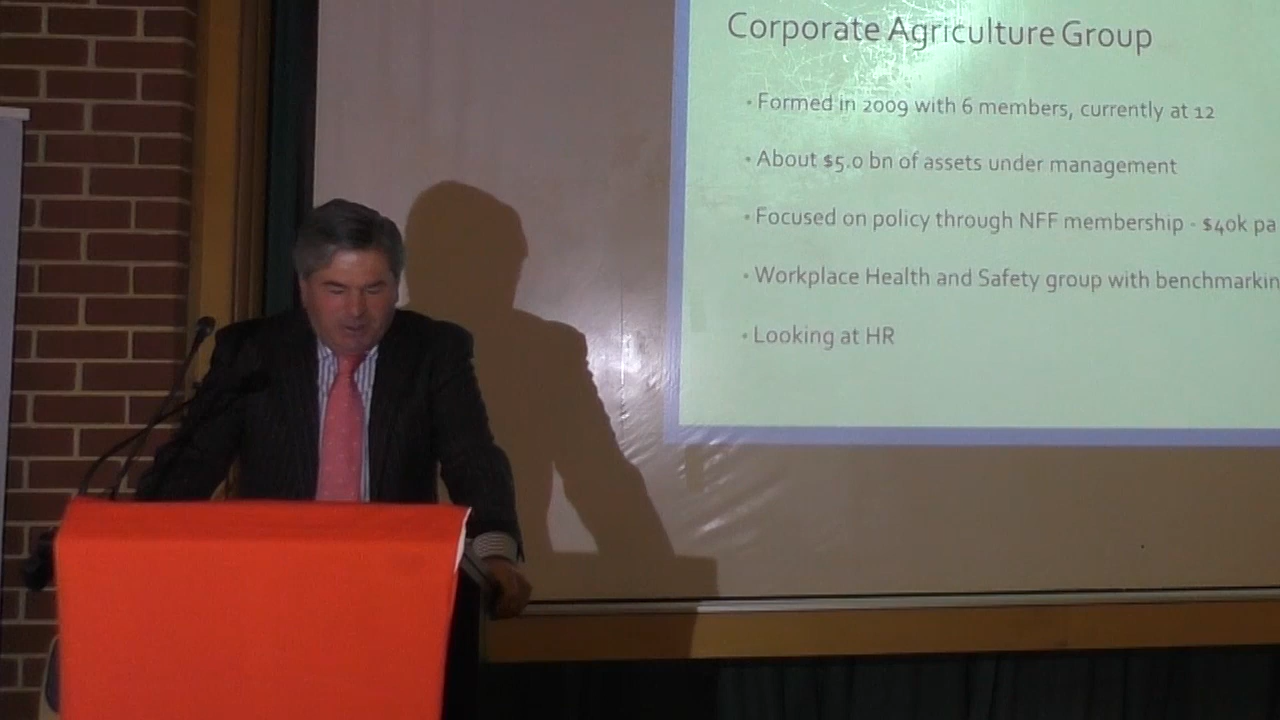 Corporate Agriculture Group
• Formed in 2009 with 6 members, currently at 12
• About $5.0 bn of assets under management
• Focused on policy through NFF membership - $40k pa
• Workplace Health and Safety group with benchmarkin
• Looking at HR